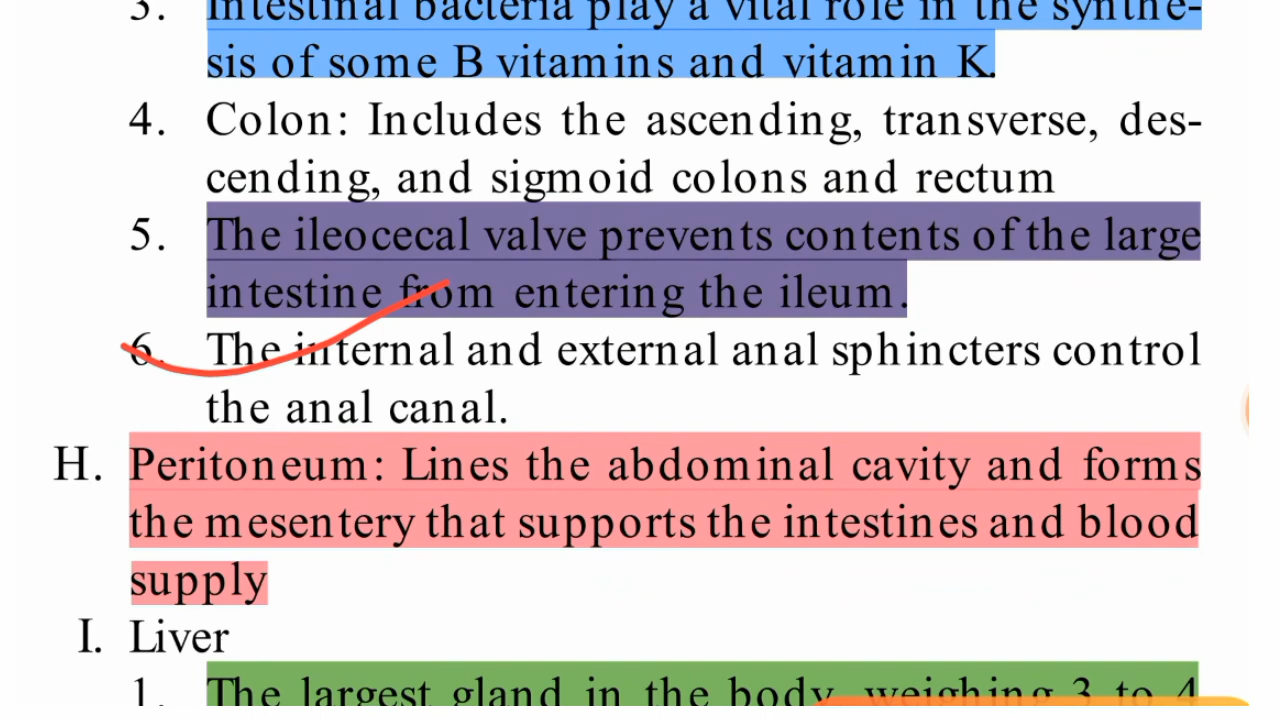 3. Intestinal bacteria play a vital role in the synthe-
sis of some B vitamins and vitamin K.
4. Colon: Includes the ascending, transverse, des-
cending, and sigmoid colons and rectum
5. The ileocecal valve prevents contents of the large
intestine from entering the ileum.
6. The internal and external anal sphincters control
the anal canal.
H. Peritoneum: Lines the abdominal cavity and forms
the mesentery that supports the intestines and blood
supply
I. Liver
1. The largest gland in the body, weighing 3 to 4